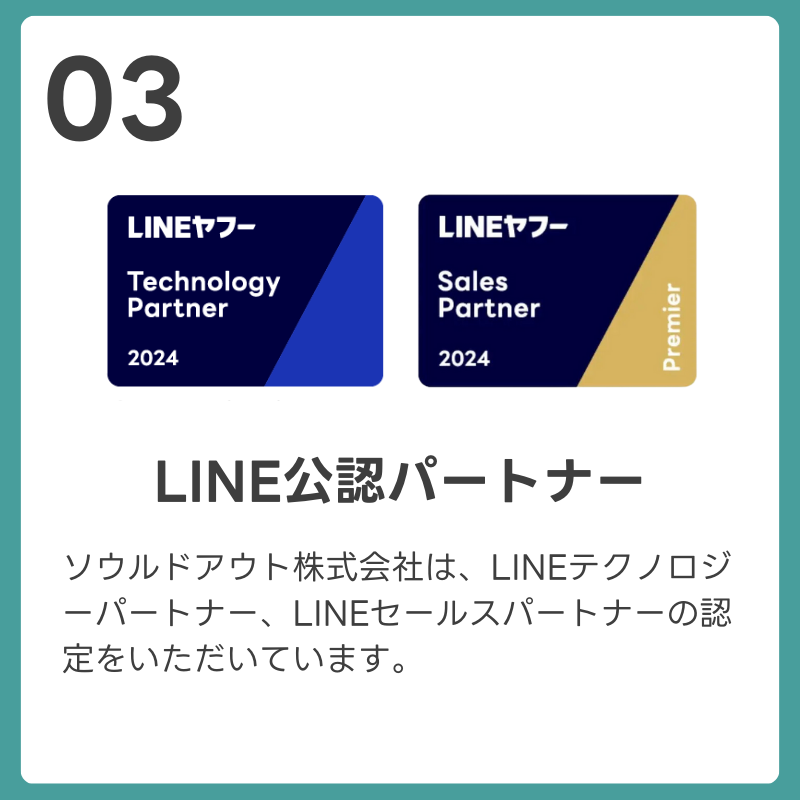 03
LINEヤフー
Technology
Partner
2024
LINEヤフー
Sales
Partner
2024
Premier
LINE公認パートナー
ソウルドアウト株式会社は、LINEテクノロジ
ーパートナー、LINEセールスパートナーの認
定をいただいています。